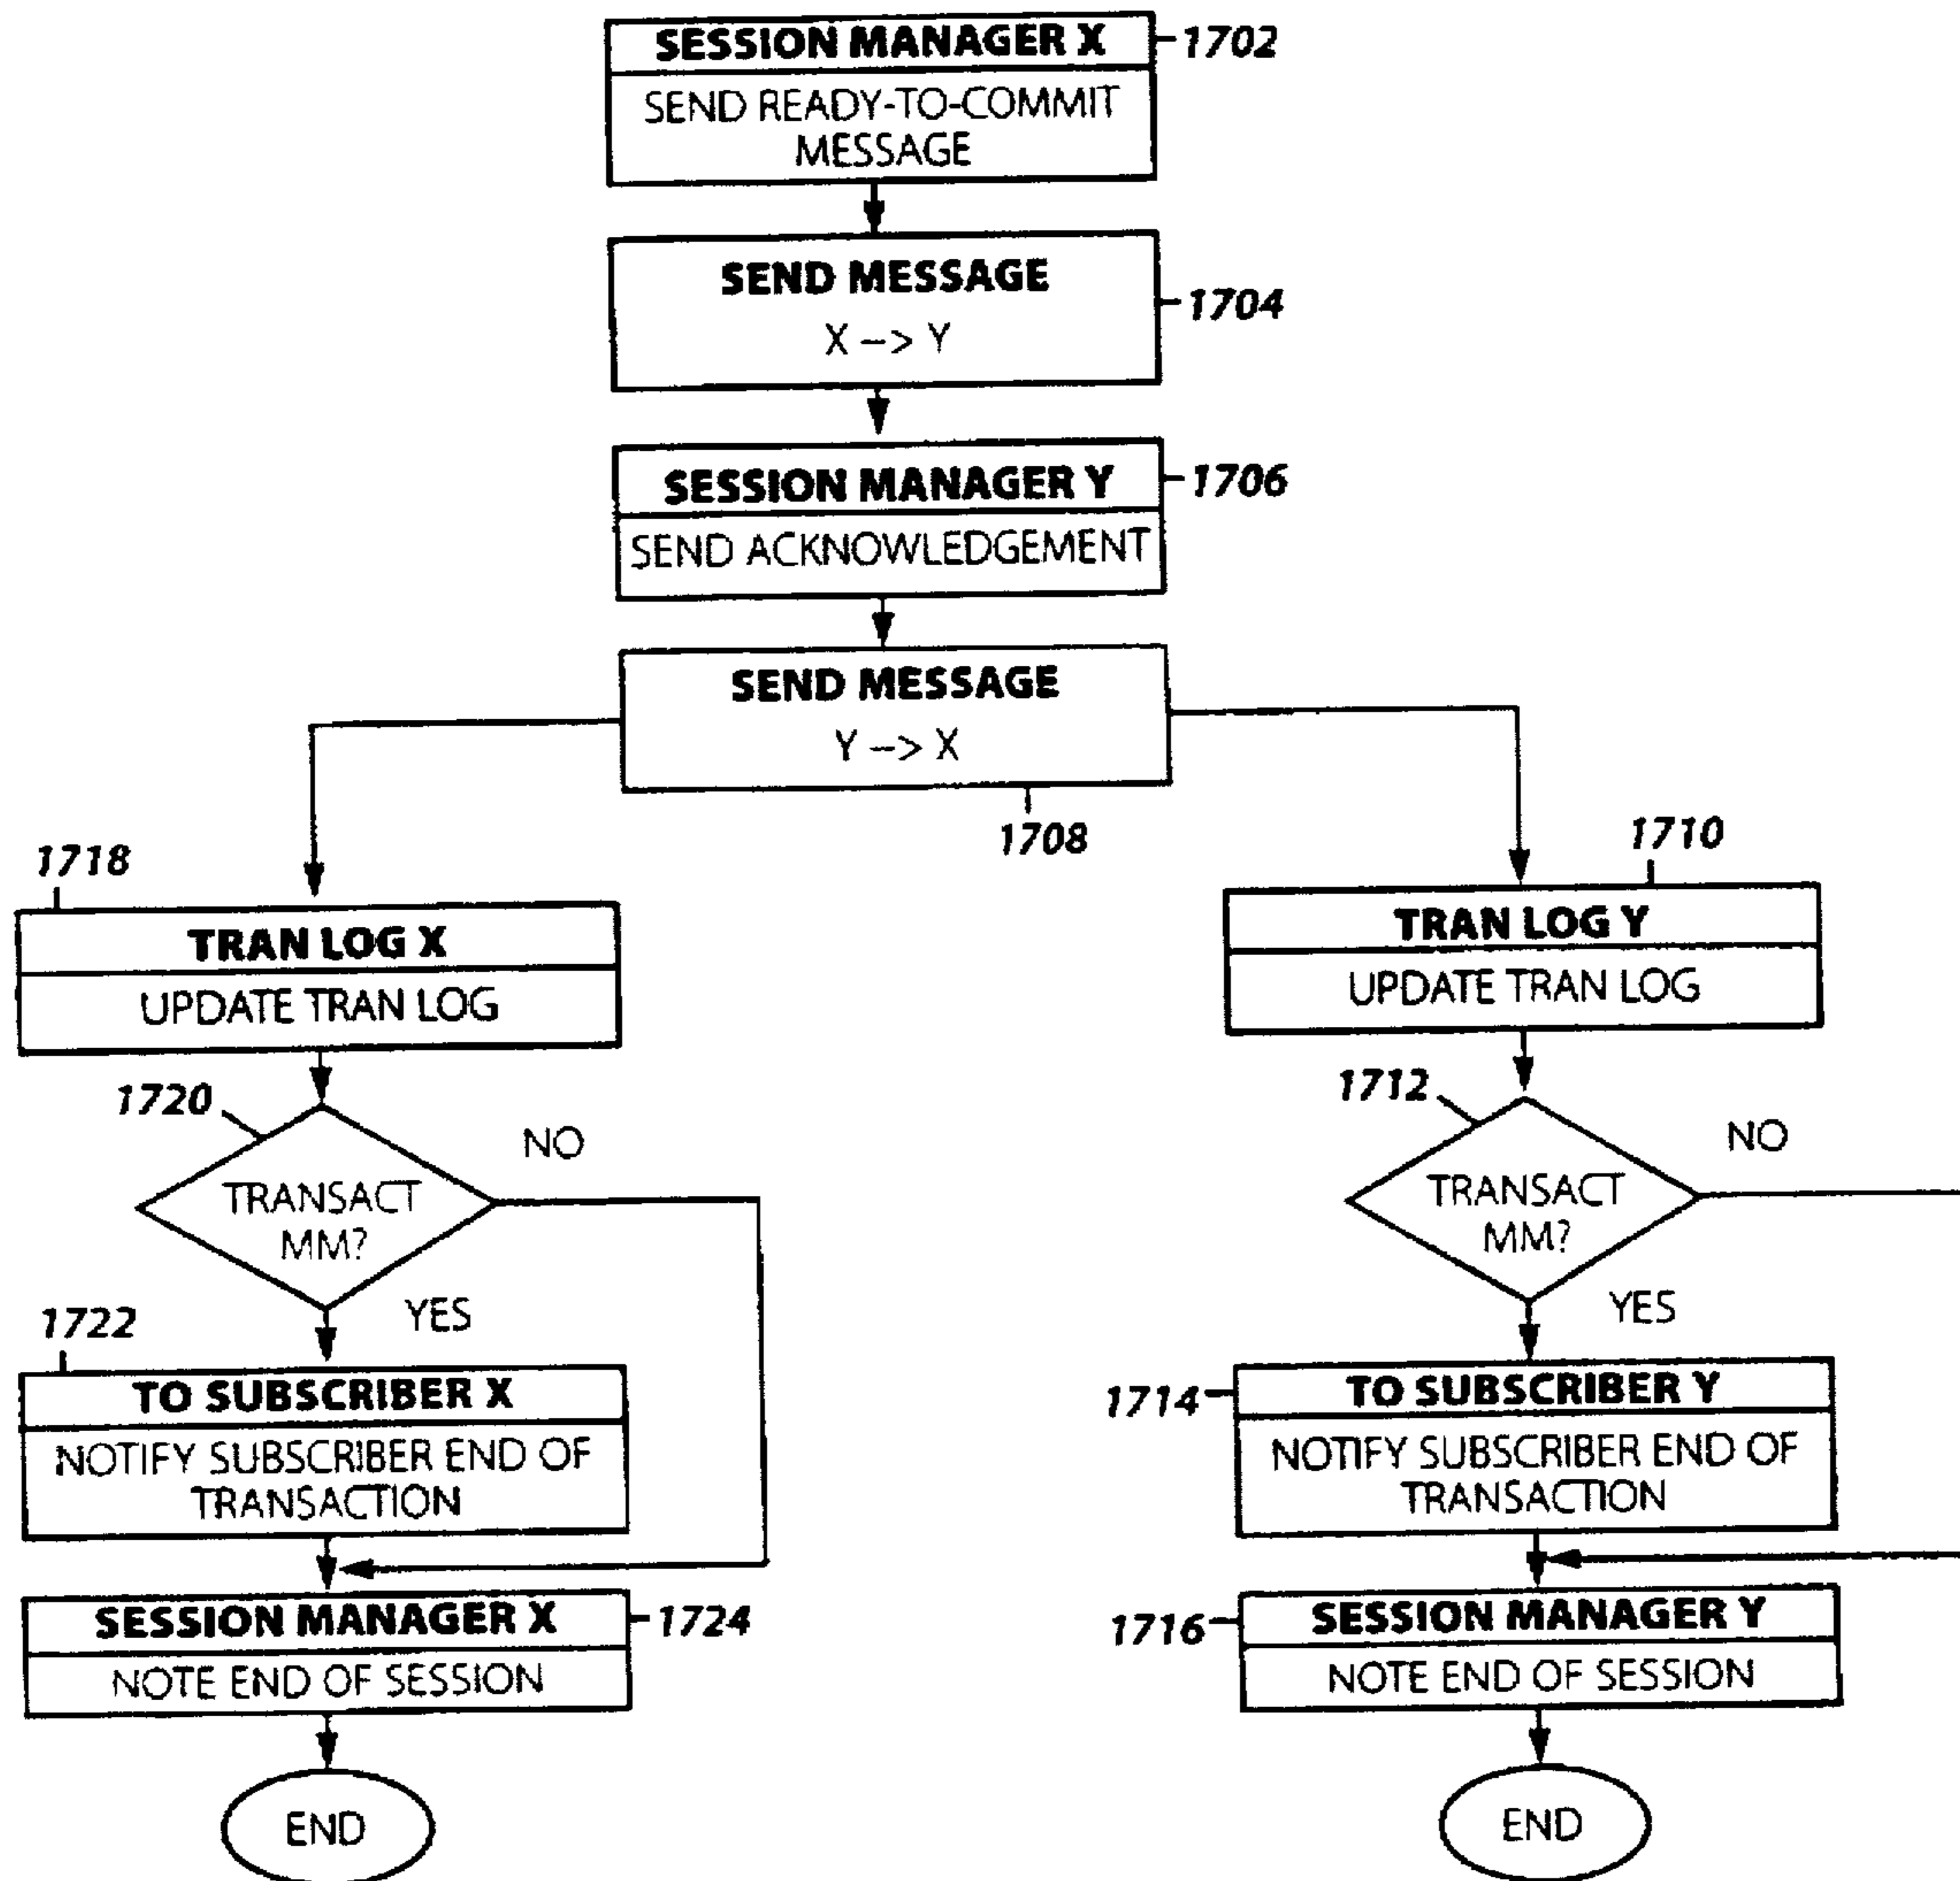 SESSION MANAGER X
1702
SEND READY-TO-COMMIT
MESSAGE
SEND MESSAGE
1704
X --> Y
SESSION MANAGER Y
1706
SEND ACKNOWLEDGEMENT
SEND MESSAGE
Y --> X
1708
1718
TRAN LOG X
UPDATE TRAN LOG
1720
NO
TRANSACT
MM?
YES
1722
TO SUBSCRIBER X
NOTIFY SUBSCRIBER END OF
TRANSACTION
SESSION MANAGER X
1724
NOTE END OF SESSION
END
1710
TRAN LOG Y
UPDATE TRAN LOG
1712
NO
TRANSACT
MM?
YES
1714
TO SUBSCRIBER Y
NOTIFY SUBSCRIBER END OF
TRANSACTION
1716
SESSION MANAGER Y
NOTE END OF SESSION
END